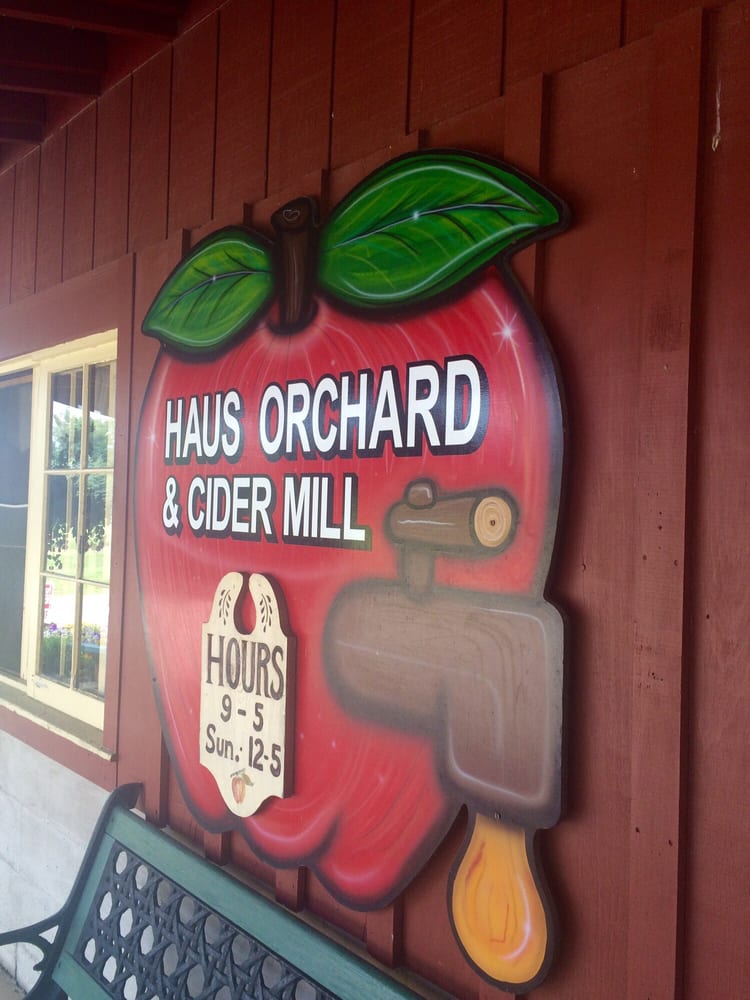 HAUS ORCHARD
& CIDER MILL
HOURS
9 - 5
Sun.: 12-5